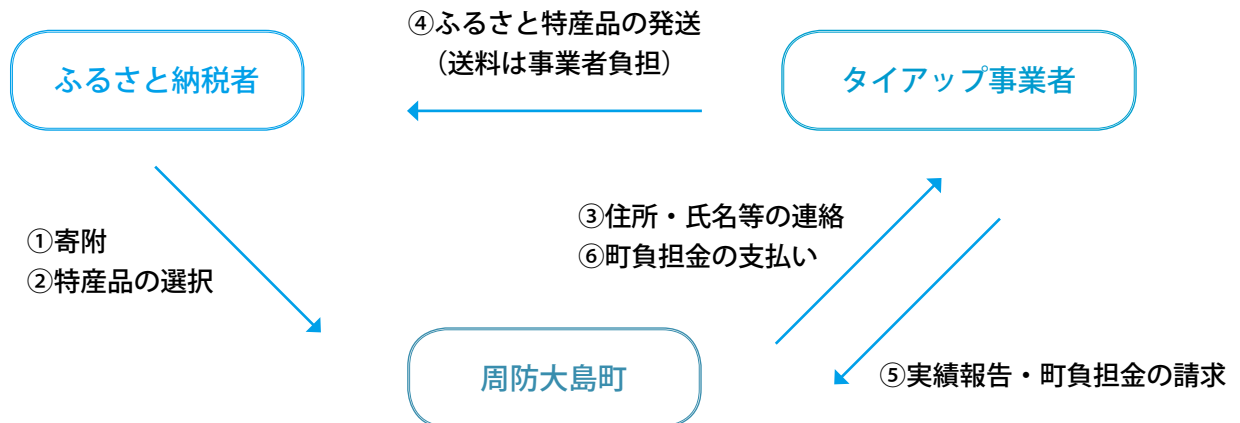 ④ふるさと特産品の発送
（送料は事業者負担）
ふるさと納税者
タイアップ事業者
①寄附
②特産品の選択
③住所・氏名等の連絡
⑥町負担金の支払い
周防大島町
⑤実績報告・町負担金の請求